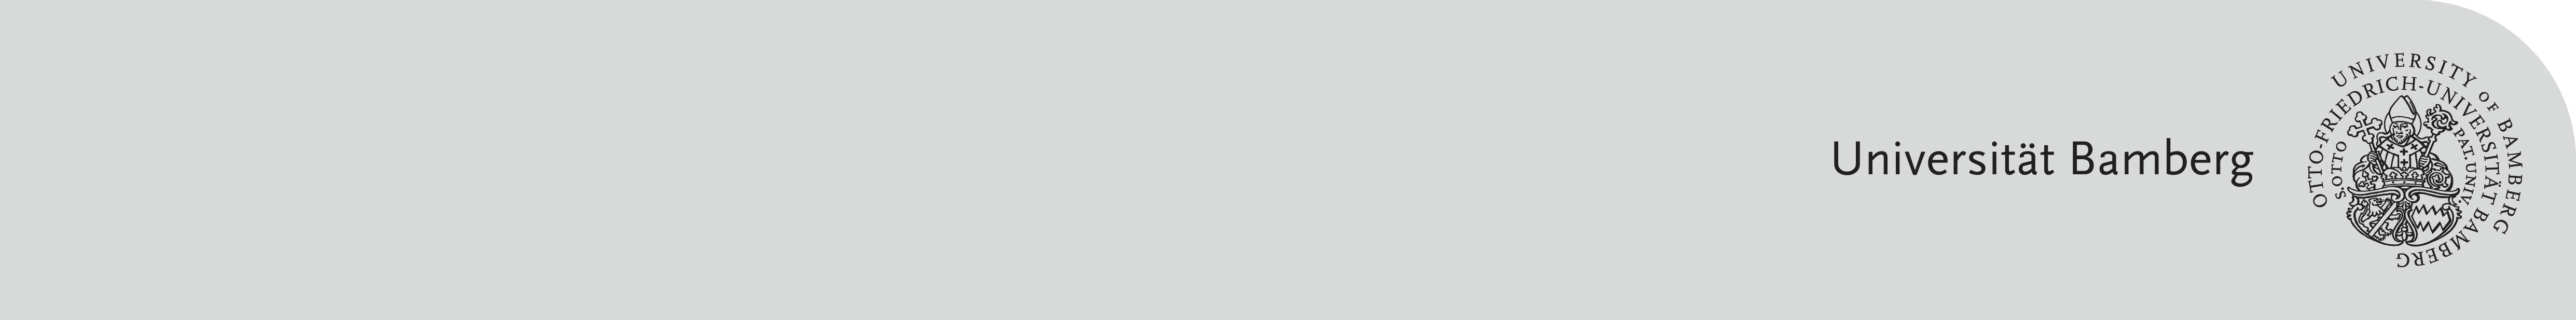 Universität Bamberg
UNIVERSITY OF BAMBERG
OTTO-FRIEDRICH-UNIVERSITÄT BAMBERG
S.OTTO
PAT.UNIV.